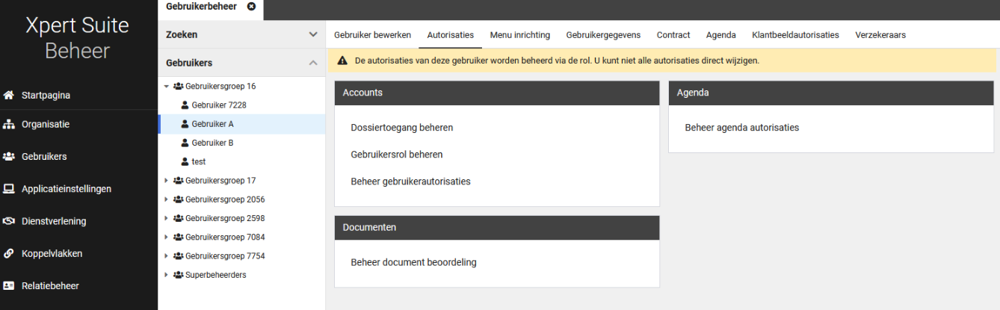 Xpert Suite
Beheer
Startpagina
Organisatie
Gebruikers
Applicatieinstellingen
Dienstverlening
Koppelvlakken
Relatiebeheer
Gebruikerbeheer
Zoeken
Gebruikers
Gebruikersgroep 16
Gebruiker 7228
Gebruiker A
Gebruiker B
test
Gebruikersgroep 17
Gebruikersgroep 2056
Gebruikersgroep 2598
Gebruikersgroep 7084
Gebruikersgroep 7754
Superbeheerders
Gebruiker bewerken Autorisaties Menu inrichting Gebruikergegevens Contract Agenda Klantbeeldautorisaties Verzekeraars
De autorisaties van deze gebruiker worden beheerd via de rol. U kunt niet alle autorisaties direct wijzigen.
Accounts
Dossiertoegang beheren
Gebruikersrol beheren
Beheer gebruikerautorisaties
Documenten
Beheer document beoordeling
Agenda
Beheer agenda autorisaties